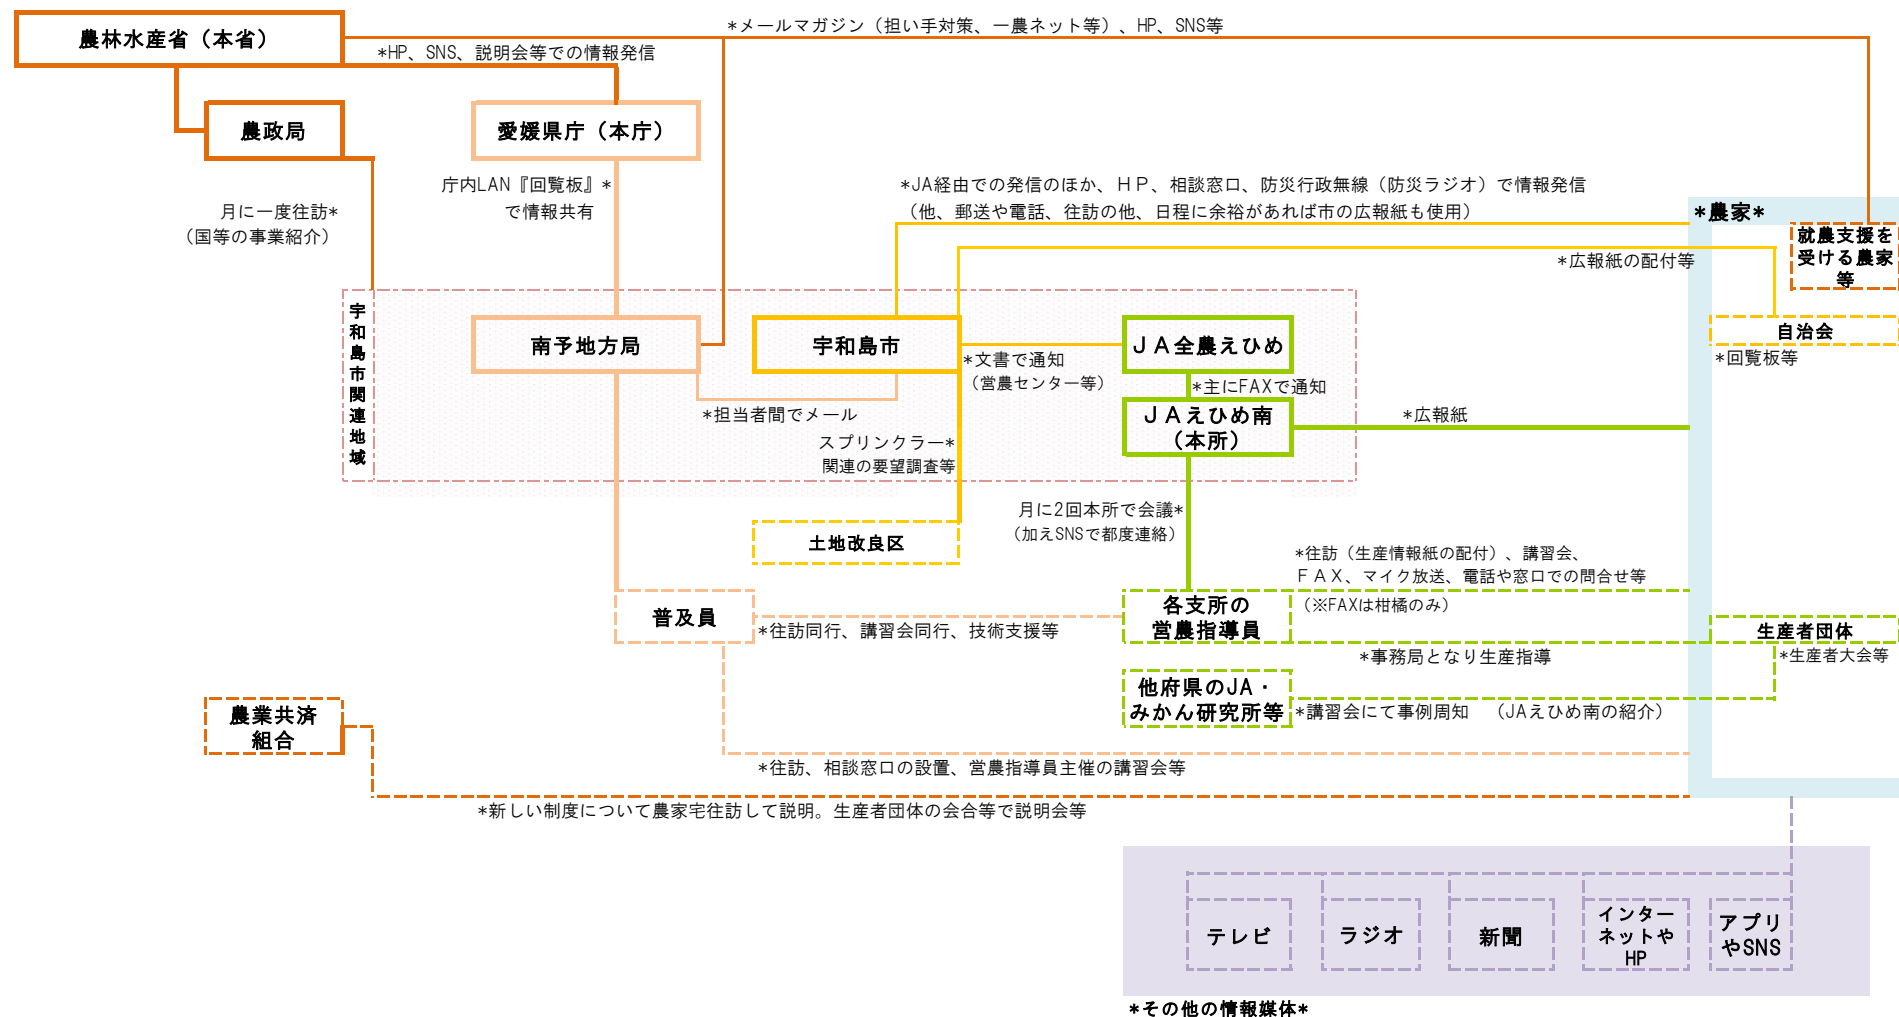 農林水産省（本省）
*メールマガジン（担い手対策、一農ネット等）、HP、SNS等
*HP、SNS、説明会等での情報発信
農政局
愛媛県庁（本庁）
庁内LAN『回覧板』*
で情報共有
月に一度往訪*
（国等の事業紹介）
*JA経由での発信のほか、ＨＰ、相談窓口、防災行政無線（防災ラジオ）で情報発信
（他、郵送や電話、往訪の他、日程に余裕があれば市の広報紙も使用）
*農家*
就農支援を
受ける農家
等
*広報紙の配付等
宇和島市関連地域
南予地方局
宇和島市
ＪＡ全農えひめ
自治会
*回覧板等
*文書で通知
（営農センター等）
*主にFAXで通知
*担当者間でメール
ＪＡえひめ南
（本所）
*広報紙
スプリンクラー*
関連の要望調査等
月に2回本所で会議*
（加えSNSで都度連絡）
土地改良区
*往訪（生産情報紙の配付）、講習会、
ＦＡＸ、マイク放送、電話や窓口での問合せ等
（※FAXは柑橘のみ）
普及員
*往訪同行、講習会同行、技術支援等
各支所の
営農指導員
生産者団体
*生産者大会等
*事務局となり生産指導
他府県のJA・
みかん研究所等
*講習会にて事例周知　（JAえひめ南の紹介）
農業共済
組合
*往訪、相談窓口の設置、営農指導員主催の講習会等
*新しい制度について農家宅往訪して説明。生産者団体の会合等で説明会等
テレビ
ラジオ
新聞
インター
ネットや
HP
アプリ
やSNS
*その他の情報媒体*